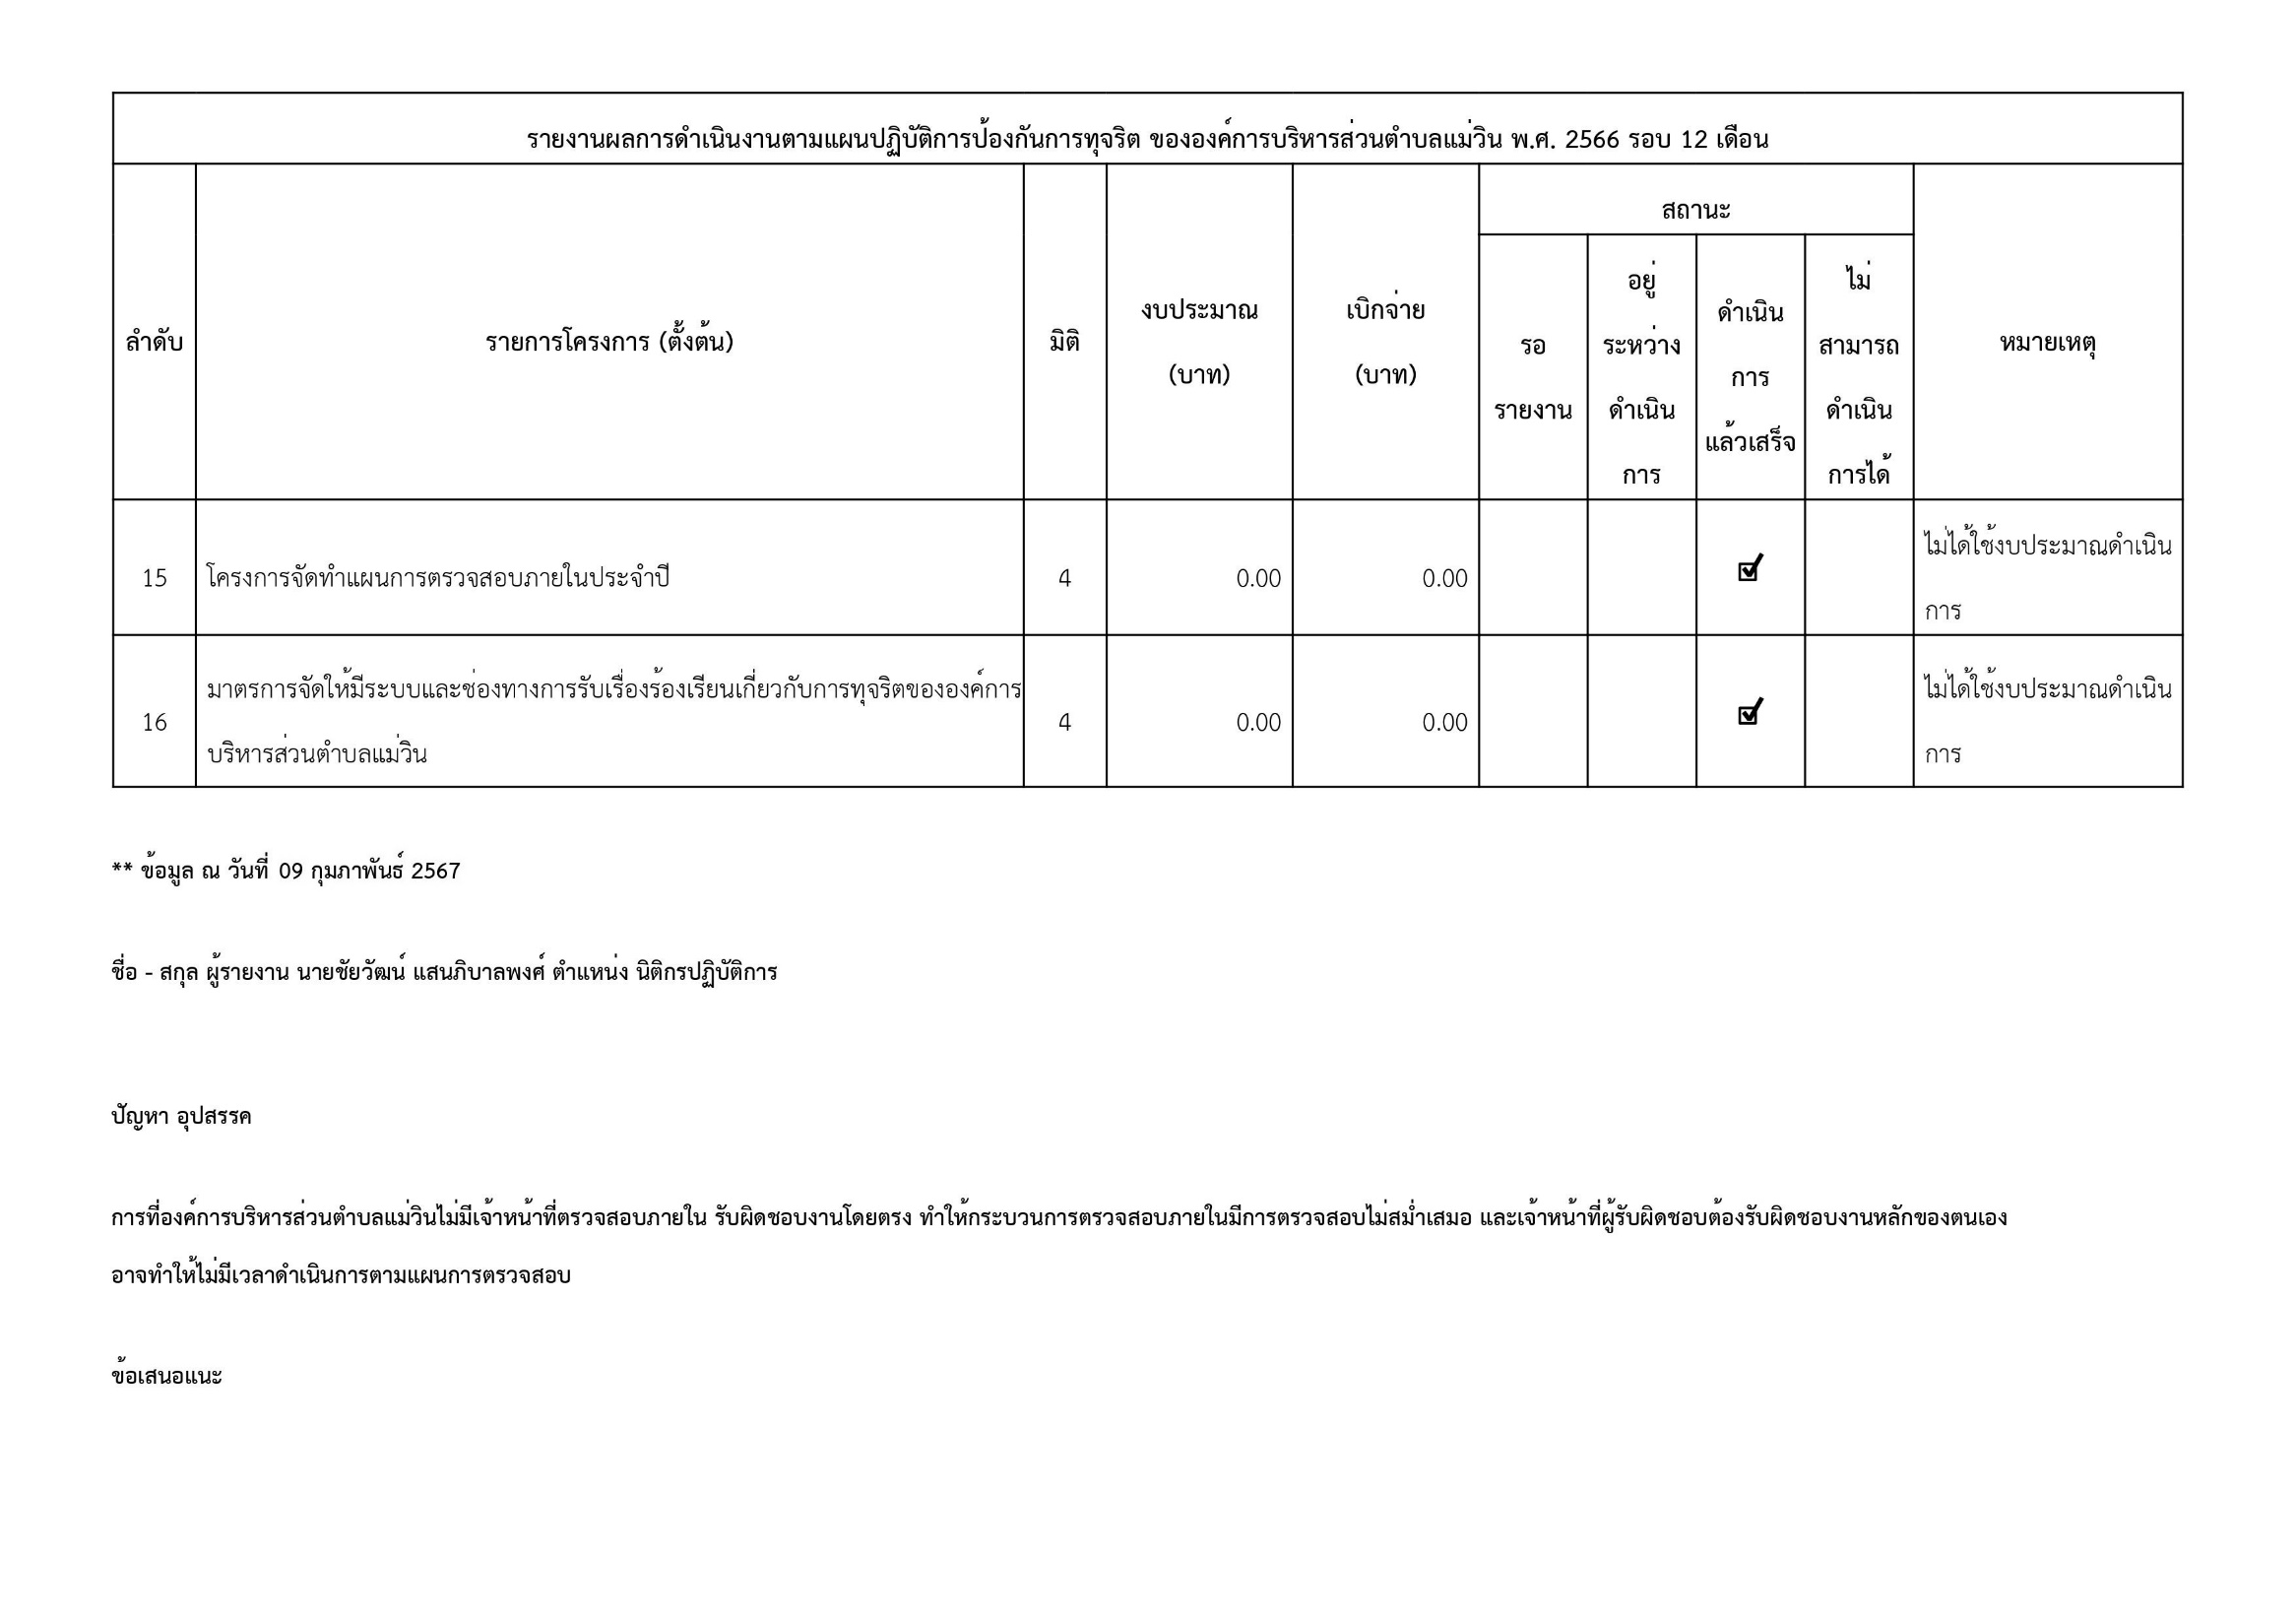 รายงานผลการดำเนินงานตามแผนปฏิบัติการป้องกันการทุจริต ขององค์การบริหารส่วนตำบลแม่วิน พ.ศ. 2566 รอบ 12 เดือน
ลำดับ
รายการโครงการ (ตั้งต้น)
มิติ
งบประมาณ
(บาท)
เบิกจ่าย
(บาท)
สถานะ
รอ
รายงาน
อยู่
ระหว่าง
ดำเนิน
การ
ดำเนิน
การ
แล้วเสร็จ
ไม่
สามารถ
ดำเนิน
การได้
หมายเหตุ
15 โครงการจัดทำแผนการตรวจสอบภายในประจำปี 4 0.00 0.00 ☑ ไม่ได้ใช้งบประมาณดำเนิน
การ
มาตรการจัดให้มีระบบและช่องทางการรับเรื่องร้องเรียนเกี่ยวกับการทุจริตขององค์การ
บริหารส่วนตำบลแม่วิน
16 4 0.00 0.00 ☑ ไม่ได้ใช้งบประมาณดำเนิน
การ
** ข้อมูล ณ วันที่ 09 กุมภาพันธ์ 2567
ชื่อ - สกุล ผู้รายงาน นายชัยวัฒน์ แสนภิบาลพงศ์ ตำแหน่ง นิติกรปฏิบัติการ
ปัญหา อุปสรรค
การที่องค์การบริหารส่วนตำบลแม่วินไม่มีเจ้าหน้าที่ตรวจสอบภายใน รับผิดชอบงานโดยตรง ทำให้กระบวนการตรวจสอบภายในมีการตรวจสอบไม่สม่ำเสมอ และเจ้าหน้าที่ผู้รับผิดชอบต้องรับผิดชอบงานหลักของตนเอง
อาจทำให้ไม่มีเวลาดำเนินการตามแผนการตรวจสอบ
ข้อเสนอแนะ